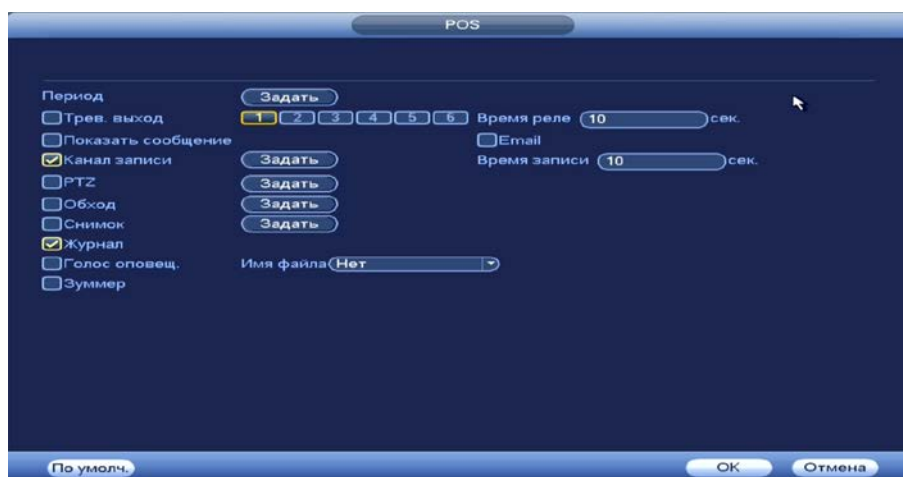 POS
Период Задать
Трев. выход 1 2 3 4 5 6 Время реле 10 сек.
Показать сообщение Email
Канал записи Задать Время записи 10 сек.
PTZ Задать
Обход Задать
Снимок Задать
Журнал
Голос оповещ. Имя файла Нет
Зуммер
По умолч. OK Отмена